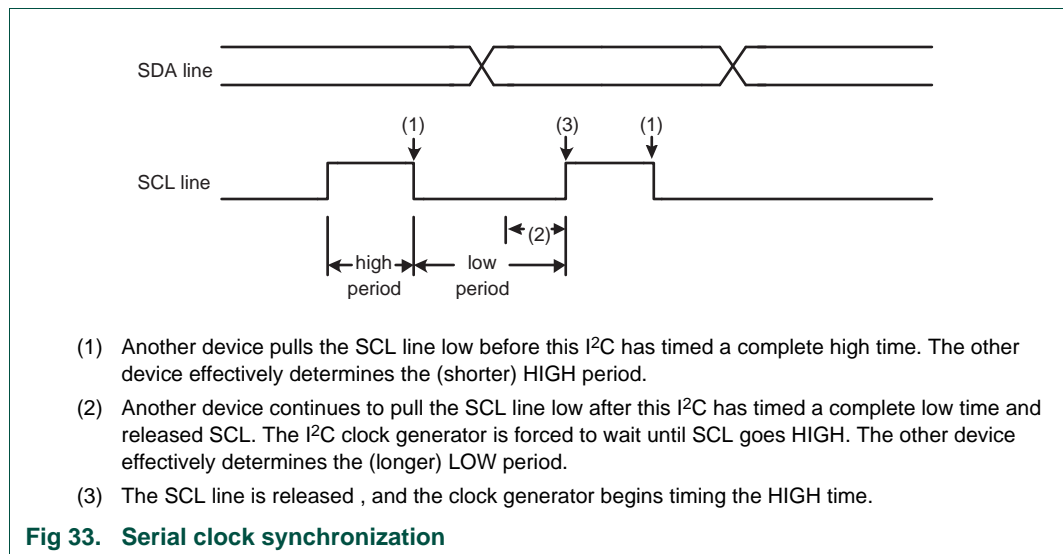 SDA line
(1)
(3)
(1)
SCL line
(2)
high
period
low
period
(1) Another device pulls the SCL line low before this I²C has timed a complete high time. The other
device effectively determines the (shorter) HIGH period.
(2) Another device continues to pull the SCL line low after this I²C has timed a complete low time and
released SCL. The I²C clock generator is forced to wait until SCL goes HIGH. The other device
effectively determines the (longer) LOW period.
(3) The SCL line is released , and the clock generator begins timing the HIGH time.
Fig 33. Serial clock synchronization